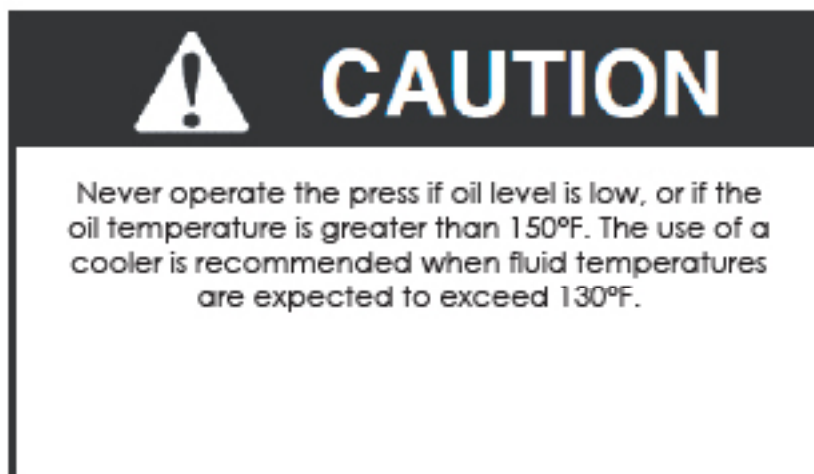 CAUTION
Never operate the press if oil level is low, or if the
oil temperature is greater than 150ºF. The use of a
cooler is recommended when fluid temperatures
are expected to exceed 130ºF.